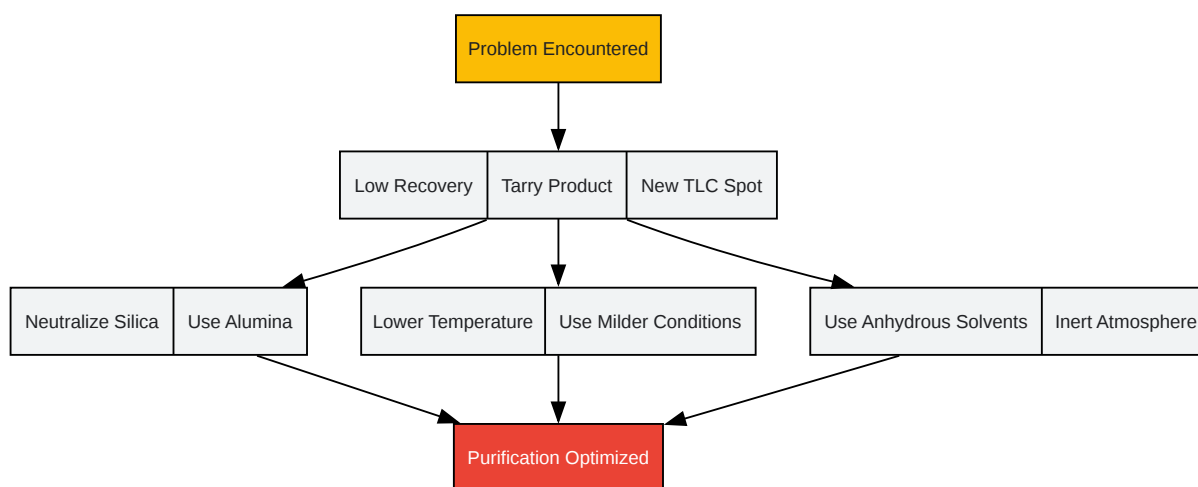 Problem Encountered
Low Recovery
Tarry Product
New TLC Spot
Neutralize Silica
Use Alumina
Lower Temperature
Use Milder Conditions
Use Anhydrous Solvents
Inert Atmosphere
Purification Optimized